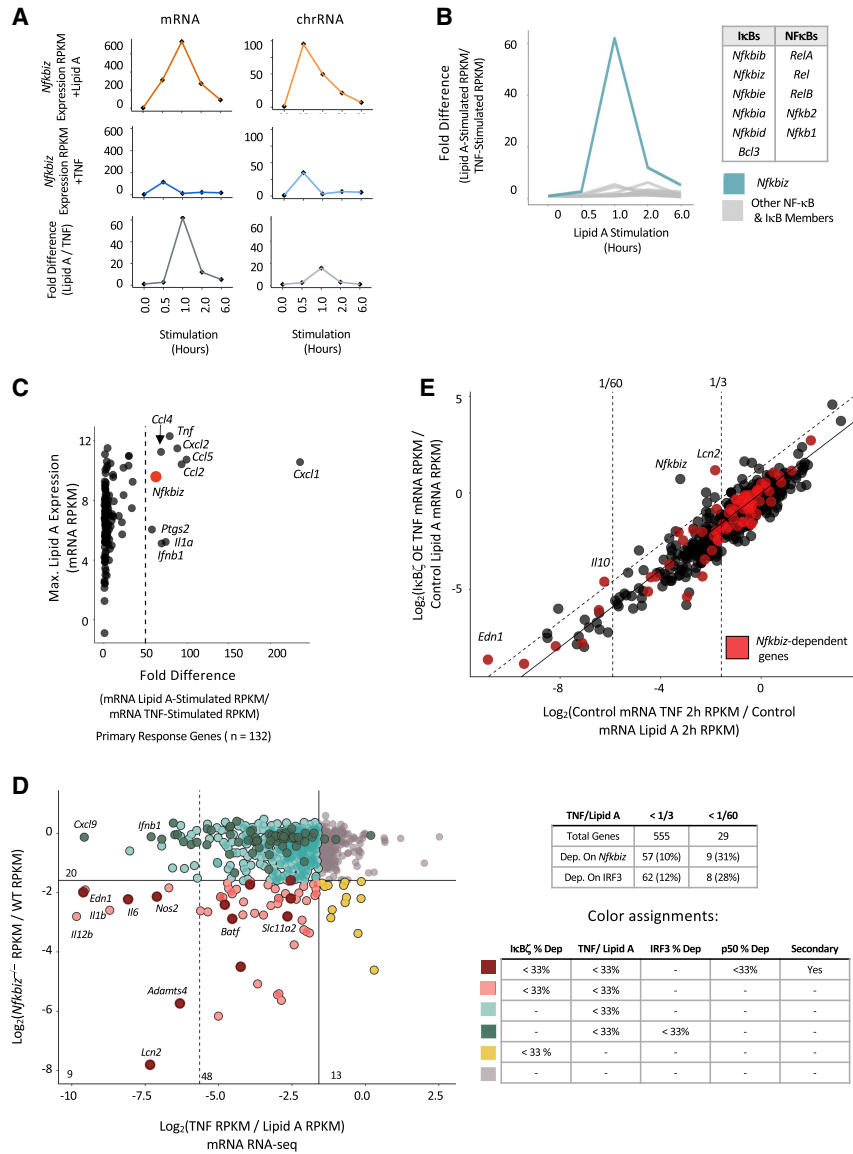 A
mRNA
chrRNA
Nfkbiz
Expression RPKM
+Lipid A
600
400
200
0
100
50
0
Nfkbiz
Expression RPKM
+TNF
600
400
200
0
100
50
0
Fold Difference
(Lipid A / TNF)
60
40
20
0
60
40
20
0
0.0
0.5
1.0
2.0
6.0
0.0
0.5
1.0
2.0
6.0
Stimulation
(Hours)
Stimulation
(Hours)
B
Fold Difference
(Lipid A-Stimulated RPKM/
TNF-Stimulated RPKM)
60
40
20
0
0 0.5 1.0 2.0 6.0
Lipid A Stimulation
(Hours)
IκBs NFκBs
Nfkbib RelA
Nfkbiz Rel
Nfkbie RelB
Nfkbia Nfkb2
Nfkbid Nfkb1
Bcl3
Nfkbiz
Other NF-κB
& IκB Members
C
Max. Lipid A Expression
(mRNA RPKM)
12
8
4
0
Ccl4
Tnf
Cxcl2
Ccl5
Ccl2
Cxcl1
Nfkbiz
Ptgs2
Il1a
Ifnb1
0 50 100 150 200
Fold Difference
(mRNA Lipid A-Stimulated RPKM/
mRNA TNF-Stimulated RPKM)
Primary Response Genes ( n = 132)
E
1/60
1/3
Log2(IκBζ OE TNF mRNA RPKM /
Control Lipid A mRNA RPKM)
5
0
-5
Lcn2
Nfkbiz
Il10
Edn1
Nfkbiz-dependent
genes
-8 -4 0
Log2(Control mRNA TNF 2h RPKM / Control
mRNA Lipid A 2h RPKM)
D
Log2(Nfkbiz-/- RPKM / WT RPKM)
0
-2
-4
-6
-8
Cxcl9
Ifnb1
20
Edn1
Il1b
Il6
Nos2
Il12b
Batf
Slc11a2
Adamts4
Lcn2
9
48
13
-10 -7.5 -5.0 -2.5 0.0 2.5
Log2(TNF RPKM / Lipid A RPKM)
mRNA RNA-seq
TNF/Lipid A < 1/3 < 1/60
Total Genes 555 29
Dep. On Nfkbiz 57 (10%) 9 (31%)
Dep. On IRF3 62 (12%) 8 (28%)
Color assignments:
IκBζ % Dep TNF/ Lipid A IRF3 % Dep p50 % Dep Secondary
< 33% < 33% - <33% Yes
< 33% < 33% - - -
- < 33% - - -
- < 33% < 33% - -
< 33 % - - - -
- - - - -